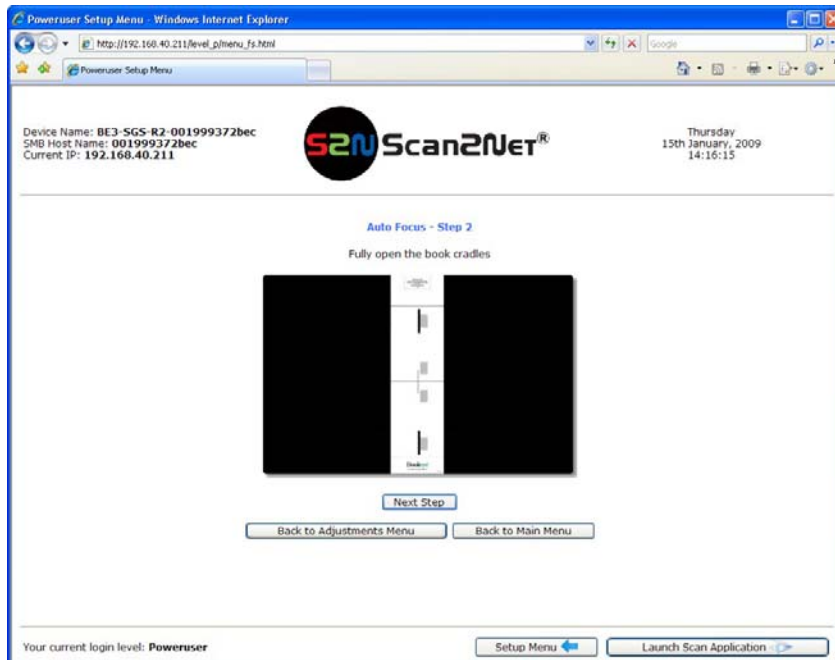 Poweruser Setup Menu - Windows Internet Explorer
http://192.168.40.211/level_p/menu_fs.html
Google
Poweruser Setup Menu
Device Name: BE3-SGS-R2-001999372bec
SMB Host Name: 001999372bec
Current IP: 192.168.40.211
S2N Scan2Net®
Thursday
15th January, 2009
14:16:15
Auto Focus - Step 2
Fully open the book cradles
Next Step
Back to Adjustments Menu
Back to Main Menu
Your current login level: Poweruser
Setup Menu
Launch Scan Application